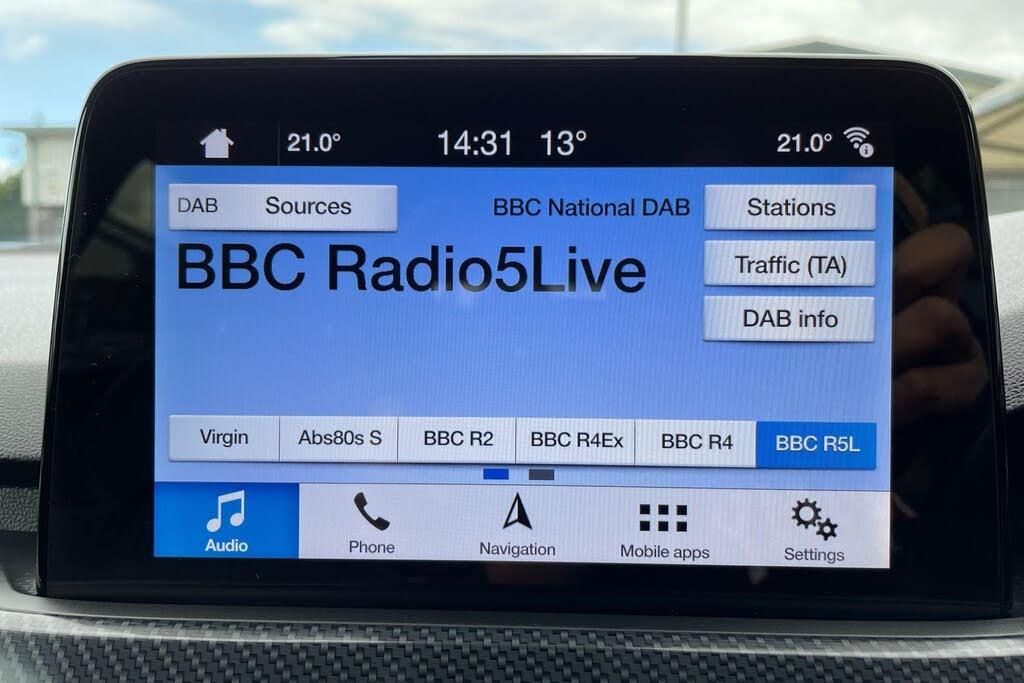 21.0° 14:31 13° 21.0°
DAB Sources BBC National DAB Stations
BBC Radio5Live
Traffic (TA)
DAB info
Virgin Abs80s S BBC R2 BBC R4Ex BBC R4 BBC R5L
Audio Phone Navigation Mobile apps Settings